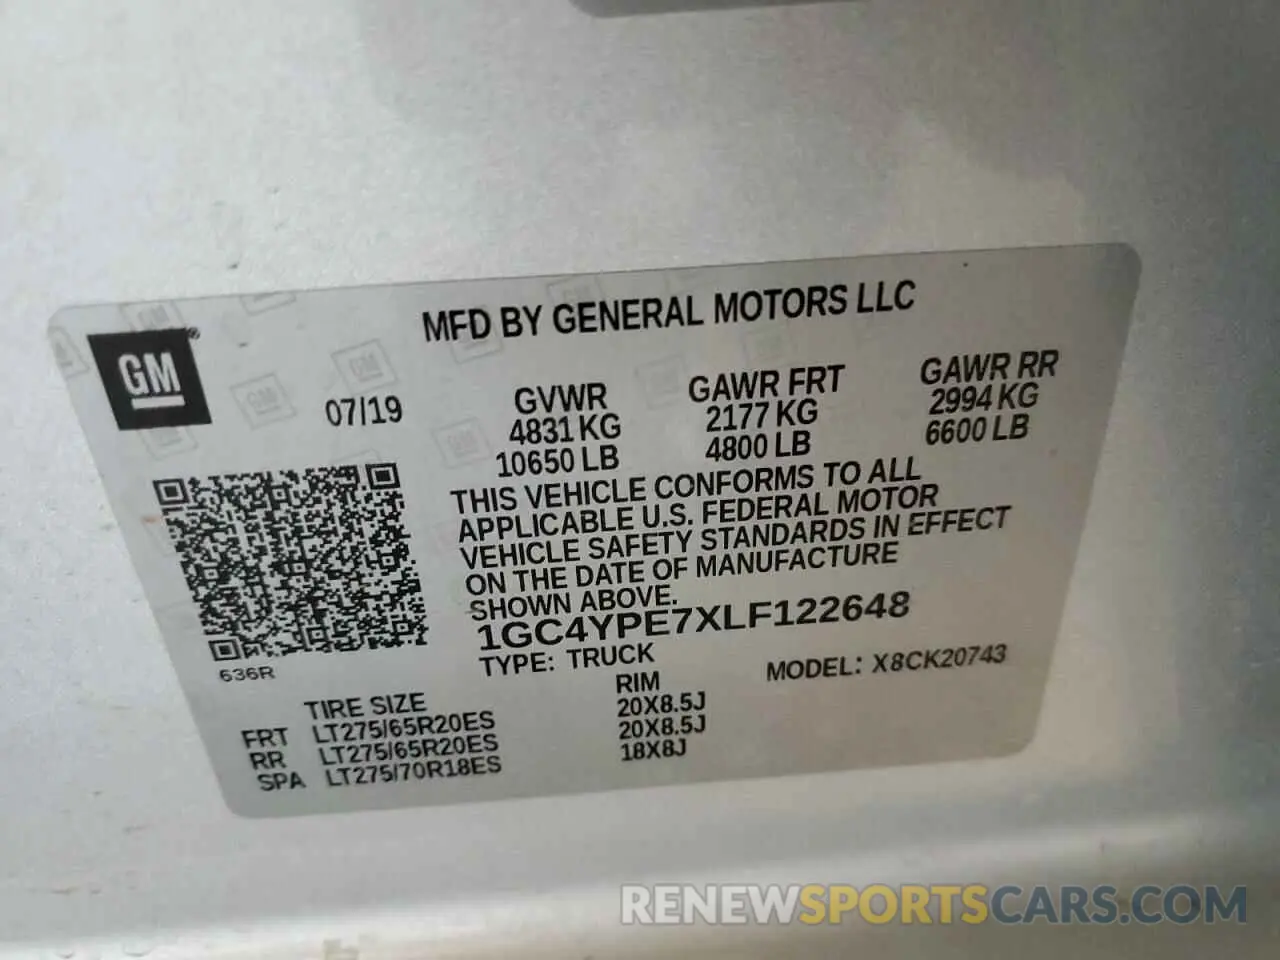 MFD BY GENERAL MOTORS LLC
GM®
07/19
GVWR GAWR FRT GAWR RR
4831 KG 2177 KG 2994 KG
10650 LB 4800 LB 6600 LB
THIS VEHICLE CONFORMS TO ALL
APPLICABLE U.S. FEDERAL MOTOR
VEHICLE SAFETY STANDARDS IN EFFECT
ON THE DATE OF MANUFACTURE
SHOWN ABOVE.
1GC4YPE7XLF122648
TYPE: TRUCK MODEL: X8CK20743
636R
TIRE SIZE RIM
FRT LT275/65R20ES 20X8.5J
RR LT275/65R20ES 20X8.5J
SPA LT275/70R18ES 18X8J
RENEWSPORTSCARS.COM